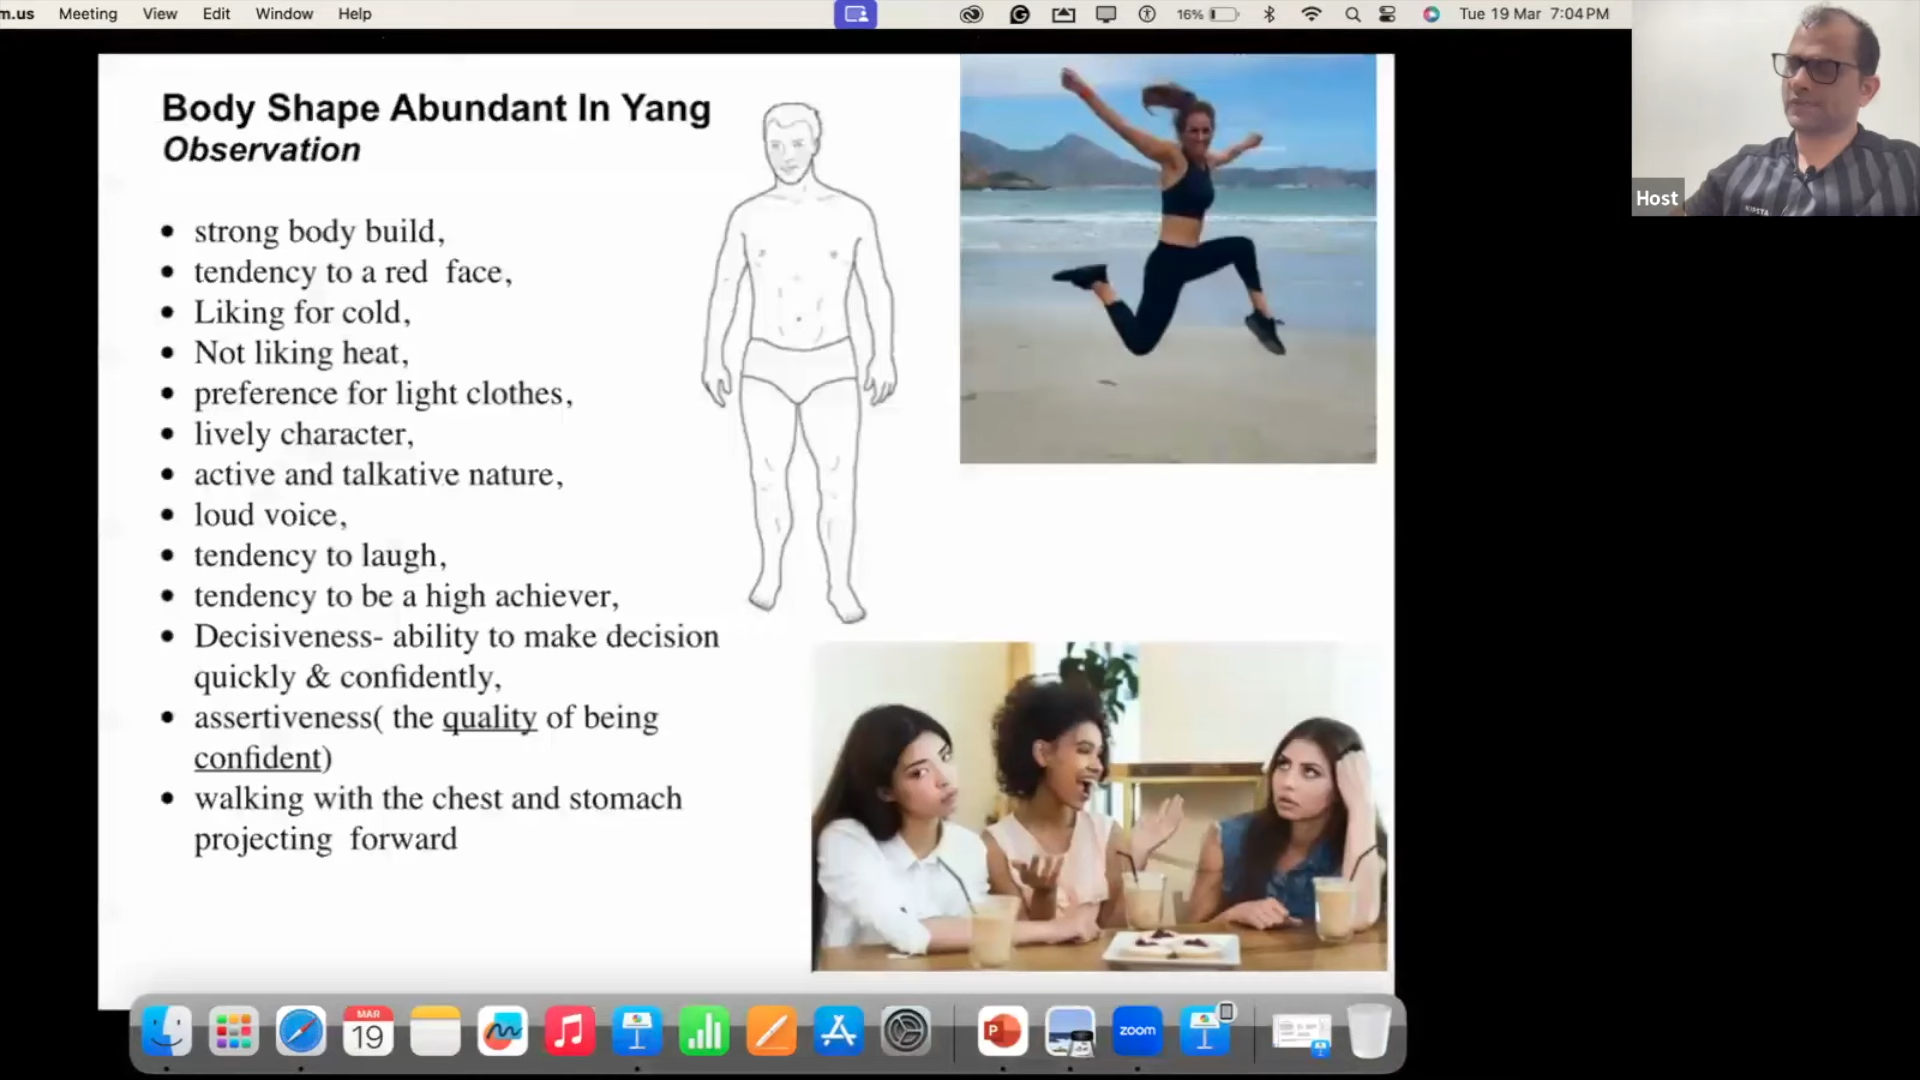 m.us Meeting View Edit Window Help 16% Tue 19 Mar 7:04 PM
Host
Body Shape Abundant In Yang
Observation
• strong body build,
• tendency to a red face,
• Liking for cold,
• Not liking heat,
• preference for light clothes,
• lively character,
• active and talkative nature,
• loud voice,
• tendency to laugh,
• tendency to be a high achiever,
• Decisiveness- ability to make decision
quickly & confidently,
• assertiveness( the quality of being
confident)
• walking with the chest and stomach
projecting forward
MAR
19
P
zoom